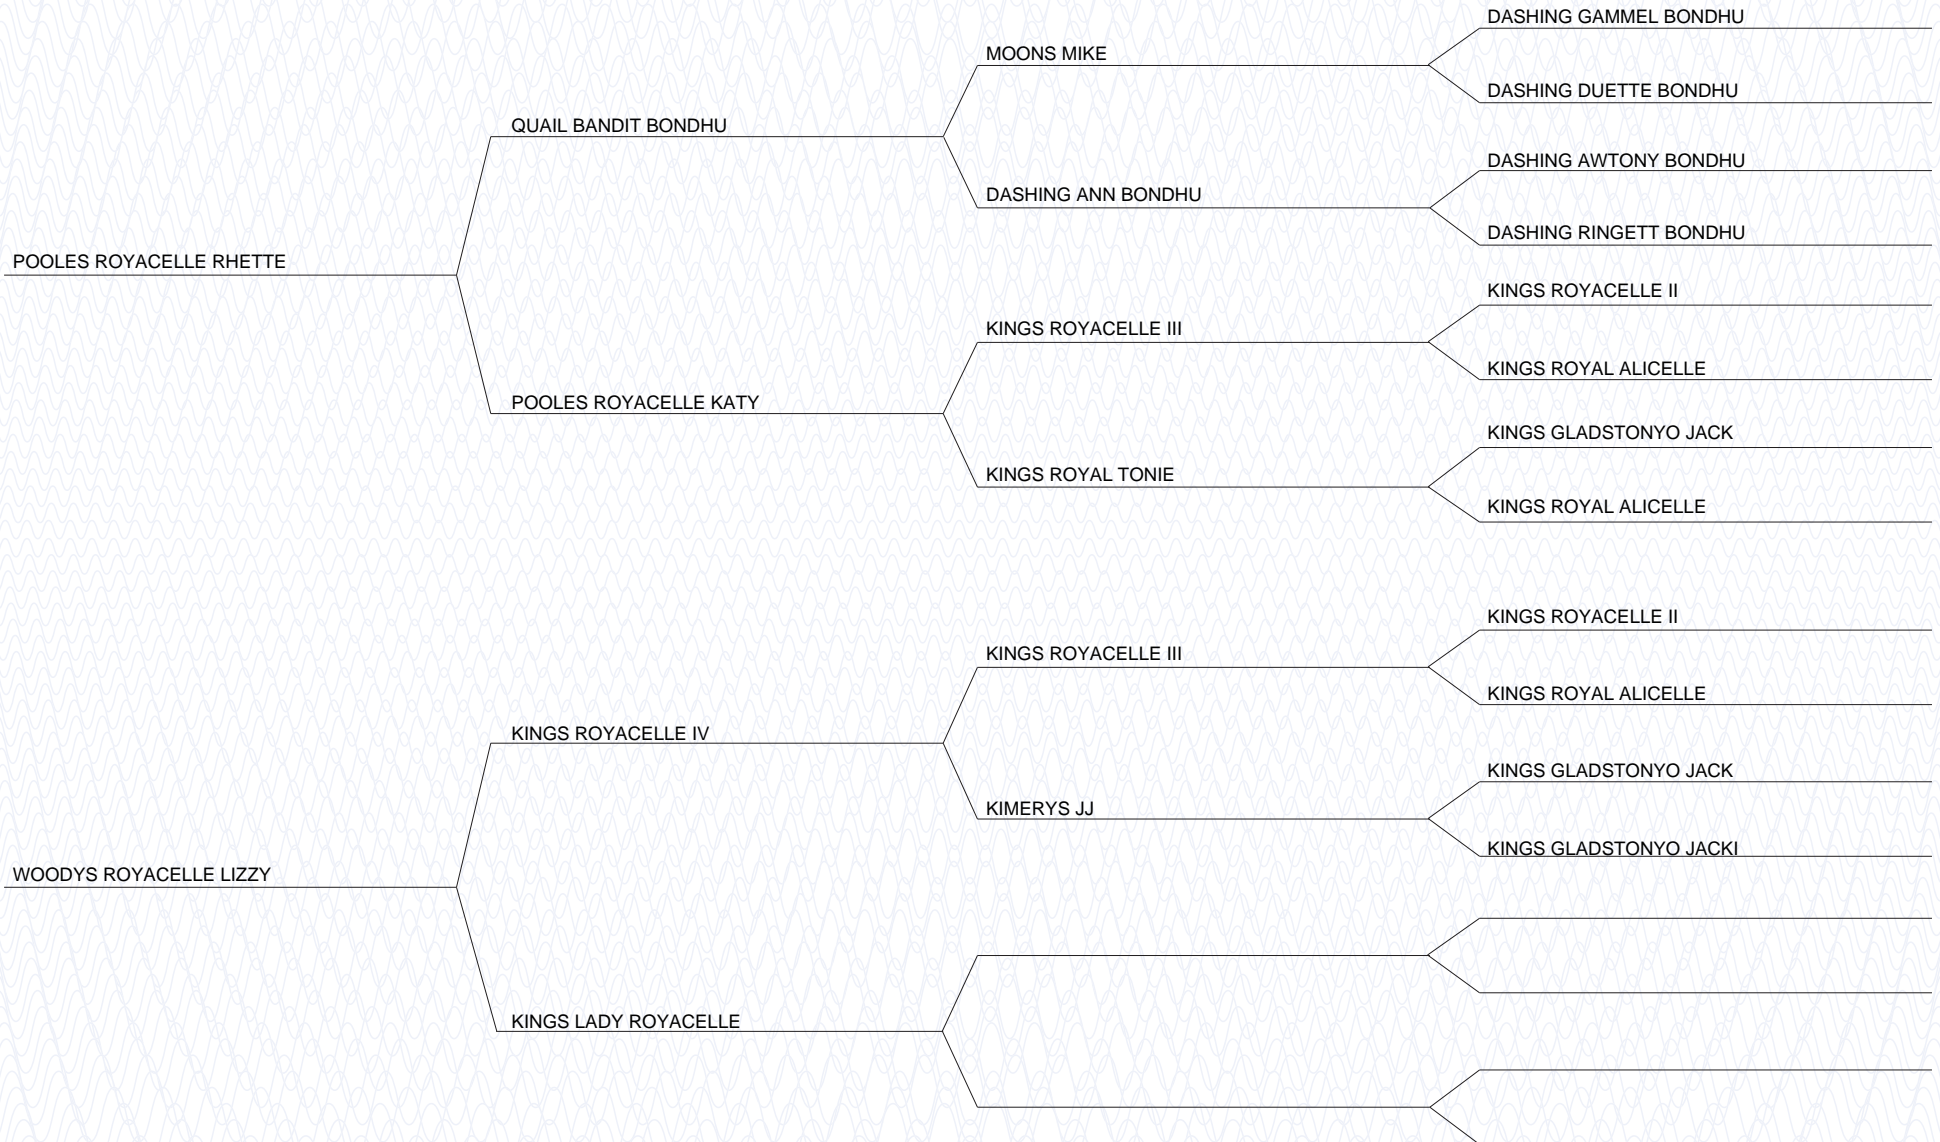 DASHING GAMMEL BONDHU
MOONS MIKE
DASHING DUETTE BONDHU
QUAIL BANDIT BONDHU
DASHING AWTONY BONDHU
DASHING ANN BONDHU
DASHING RINGETT BONDHU
POOLES ROYACELLE RHETTE
KINGS ROYACELLE II
KINGS ROYACELLE III
KINGS ROYAL ALICELLE
POOLES ROYACELLE KATY
KINGS GLADSTONYO JACK
KINGS ROYAL TONIE
KINGS ROYAL ALICELLE
KINGS ROYACELLE II
KINGS ROYACELLE III
KINGS ROYAL ALICELLE
KINGS ROYACELLE IV
KINGS GLADSTONYO JACK
KIMERYS JJ
KINGS GLADSTONYO JACKI
WOODYS ROYACELLE LIZZY
KINGS LADY ROYACELLE